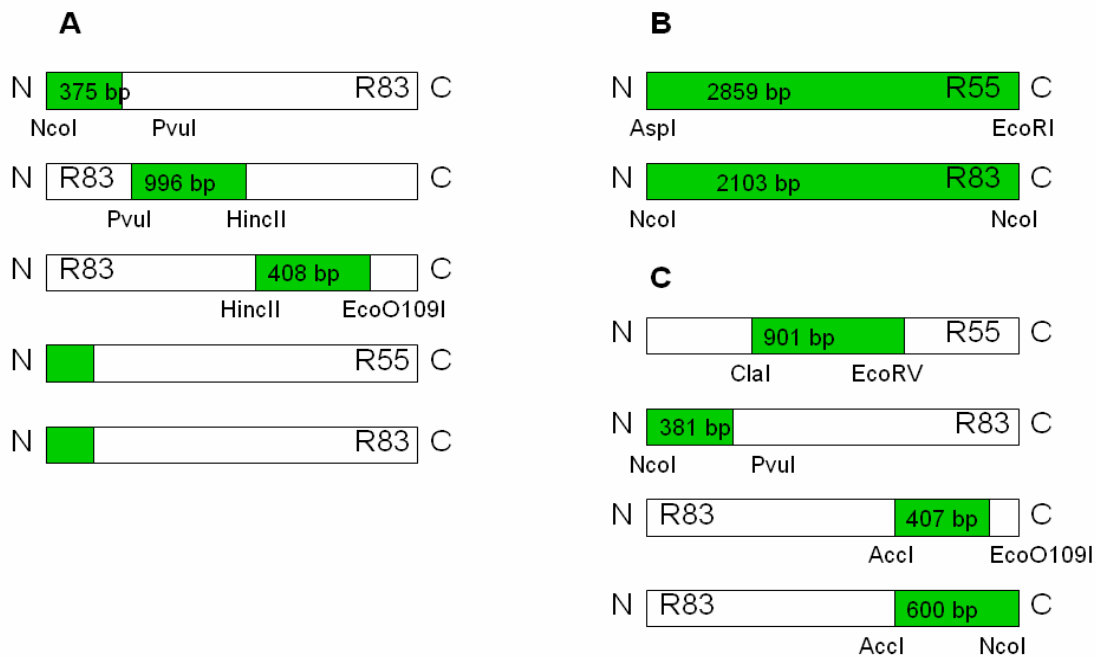 A
N 375 bp R83 C
NcoI PvuI
N R83 996 bp C
PvuI HincII
N R83 408 bp C
HincII EcoO109I
N R55 C
N R83 C
B
N 2859 bp R55 C
AspI EcoRI
N 2103 bp R83 C
NcoI NcoI
C
N 901 bp R55 C
ClaI EcoRV
N 381 bp R83 C
NcoI PvuI
N R83 407 bp C
AccI EcoO109I
N R83 600 bp C
AccI NcoI